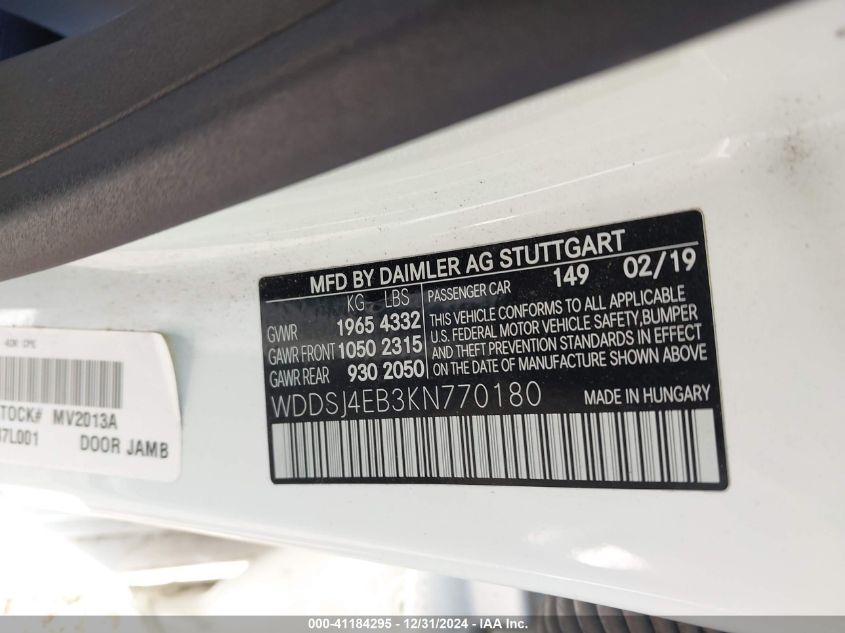 MFD BY DAIMLER AG STUTTGART
KG LBS
GVWR 1965 4332
GAWR FRONT 1050 2315
GAWR REAR 930 2050
PASSENGER CAR 149 02/19
THIS VEHICLE CONFORMS TO ALL APPLICABLE
U.S. FEDERAL MOTOR VEHICLE SAFETY, BUMPER
AND THEFT PREVENTION STANDARDS IN EFFECT
ON THE DATE OF MANUFACTURE SHOWN ABOVE
WDDSJ4EB3KN770180
MADE IN HUNGARY
4DR CPE
TOCK# MV2013A
7L001 DOOR JAMB
000-41184295 - 12/31/2024 - IAA Inc.